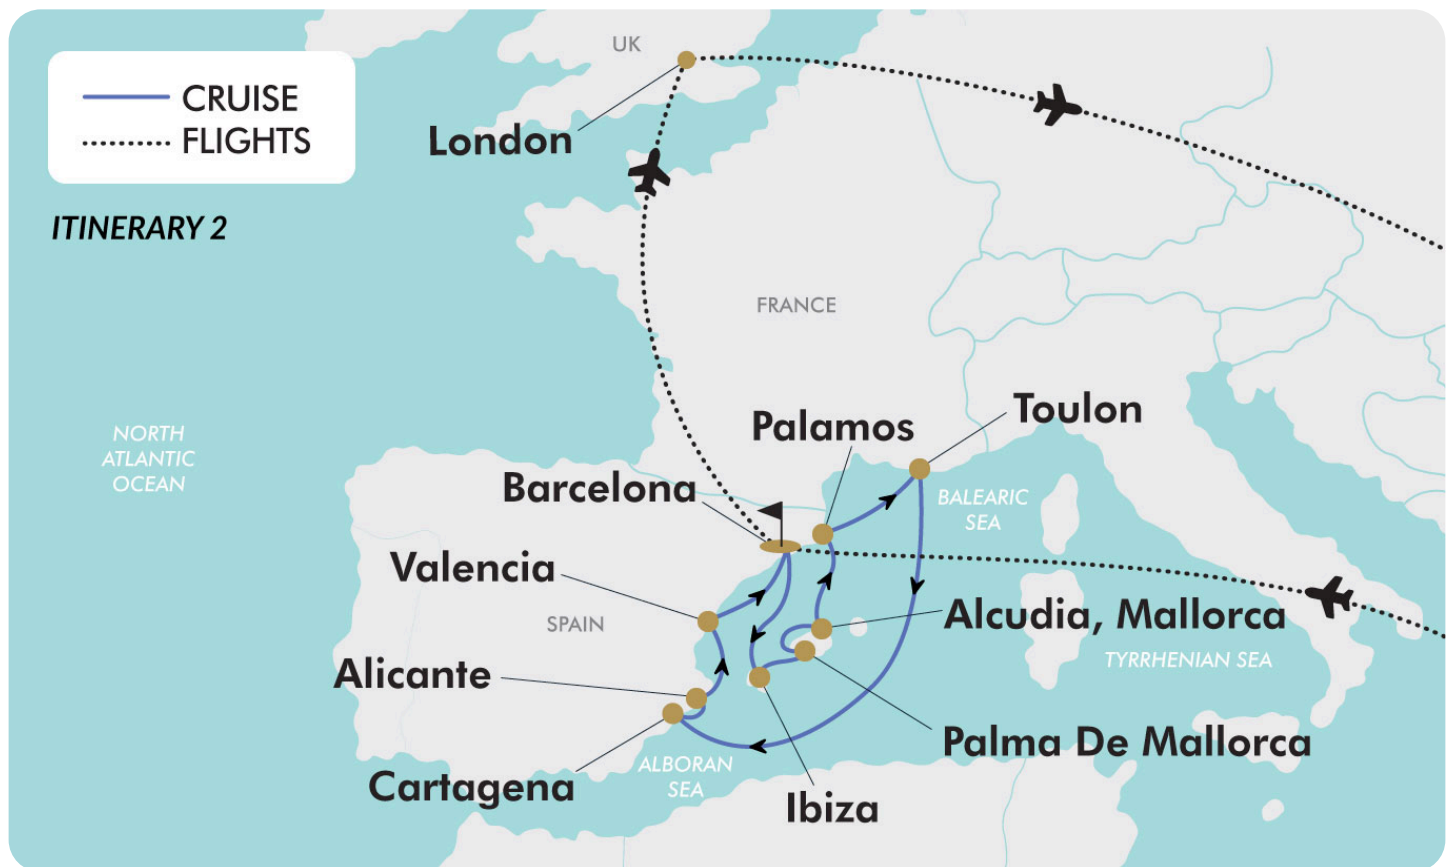 UK
CRUISE
FLIGHTS
London
ITINERARY 2
FRANCE
Toulon
Palamos
NORTH
ATLANTIC
OCEAN
Barcelona
BALEARIC
SEA
Valencia
SPAIN
Alcudia, Mallorca
TYRRHENIAN SEA
Alicante
Palma De Mallorca
ALBORAN
SEA
Cartagena
Ibiza